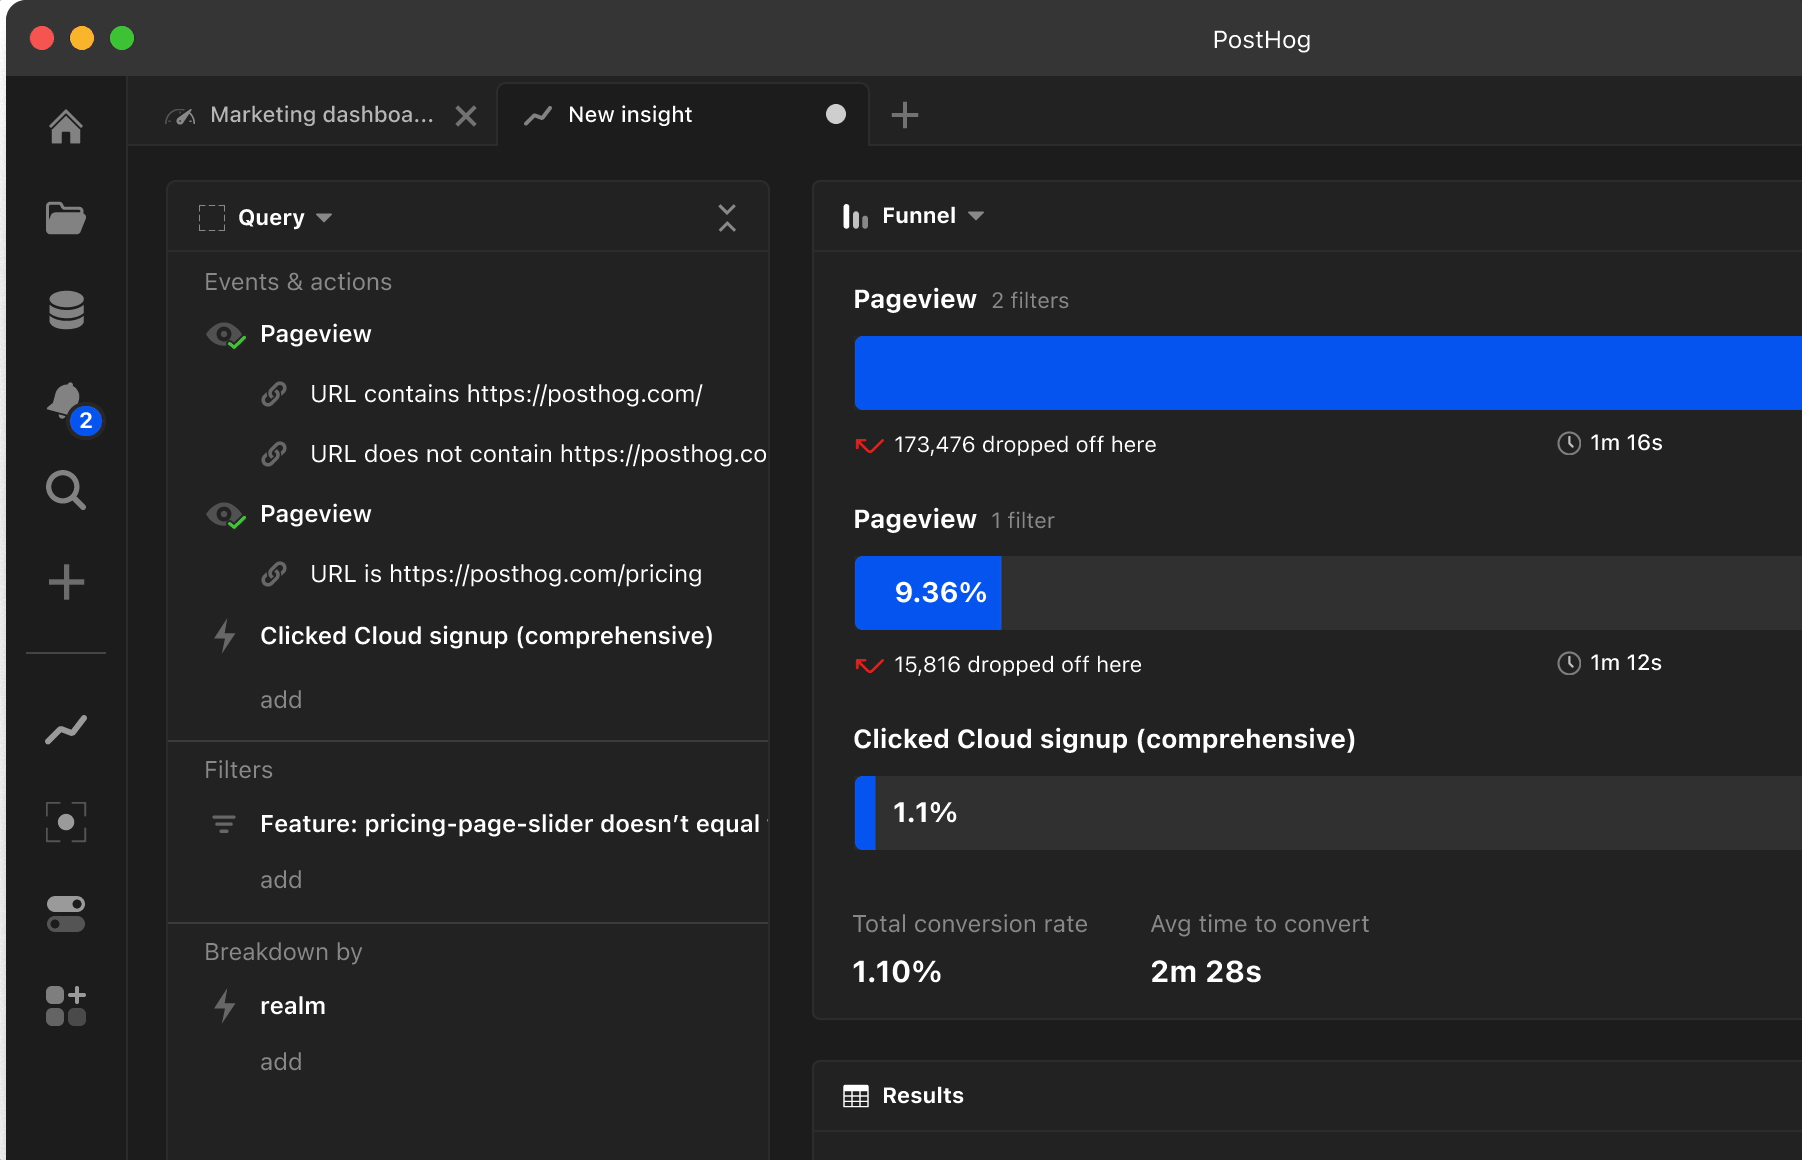 PostHog
Marketing dashboa...
New insight
2
Query
Events & actions
Pageview
URL contains https://posthog.com/
URL does not contain https://posthog.co
Pageview
URL is https://posthog.com/pricing
Clicked Cloud signup (comprehensive)
add
Filters
Feature: pricing-page-slider doesn’t equal
add
Breakdown by
realm
add
Funnel
Pageview 2 filters
173,476 dropped off here 1m 16s
Pageview 1 filter
9.36%
15,816 dropped off here 1m 12s
Clicked Cloud signup (comprehensive)
1.1%
Total conversion rate Avg time to convert
1.10% 2m 28s
Results